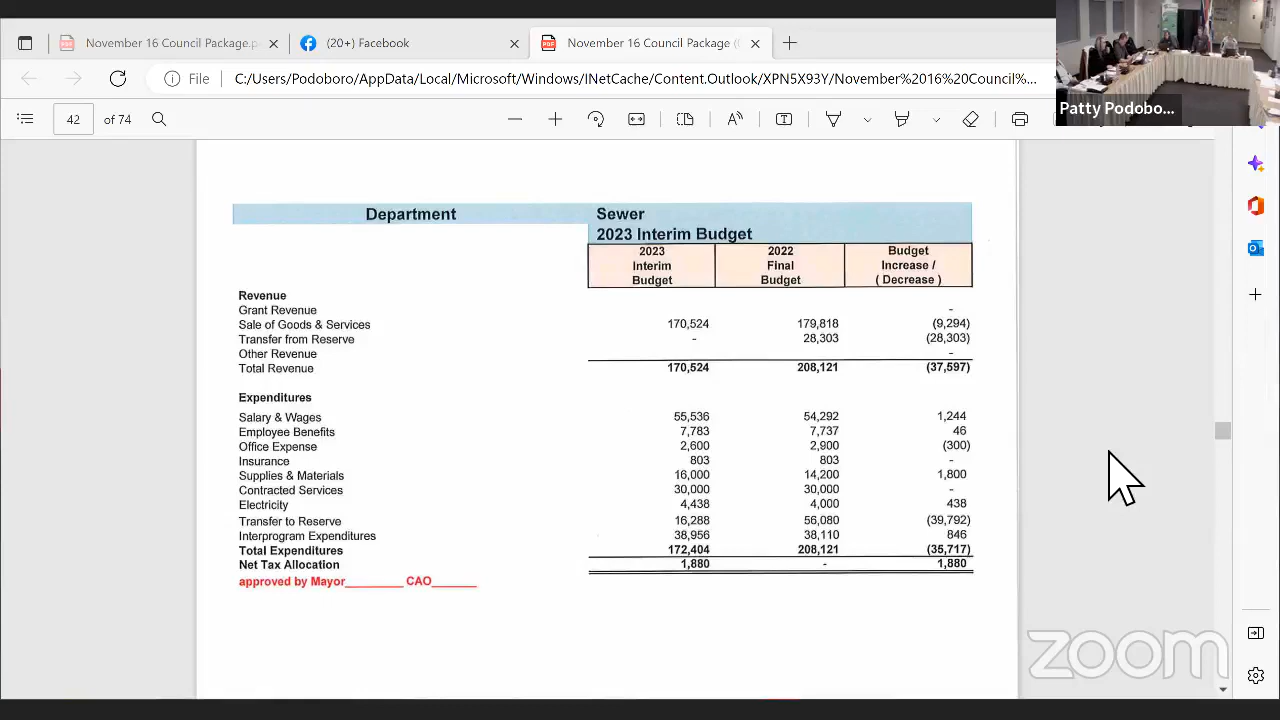 November 16 Council Package.p
(20+) Facebook
November 16 Council Package (
File C:/Users/Podoboro/AppData/Local/Microsoft/Windows/INetCache/Content.Outlook/XPN5X93Y/November%2016%20Council%...
Patty Podobo...
42 of 74
Department Sewer
2023 Interim Budget
2023 Interim Budget
2022 Final Budget
Budget Increase / ( Decrease )
Revenue
Grant Revenue -
Sale of Goods & Services 170,524 179,818 (9,294)
Transfer from Reserve - 28,303 (28,303)
Other Revenue -
Total Revenue 170,524 208,121 (37,597)
Expenditures
Salary & Wages 55,536 54,292 1,244
Employee Benefits 7,783 7,737 46
Office Expense 2,600 2,900 (300)
Insurance 803 803 -
Supplies & Materials 16,000 14,200 1,800
Contracted Services 30,000 30,000 -
Electricity 4,438 4,000 438
Transfer to Reserve 16,288 56,080 (39,792)
Interprogram Expenditures 38,956 38,110 846
Total Expenditures 172,404 208,121 (35,717)
Net Tax Allocation 1,880 - 1,880
approved by Mayor________ CAO______
zoom